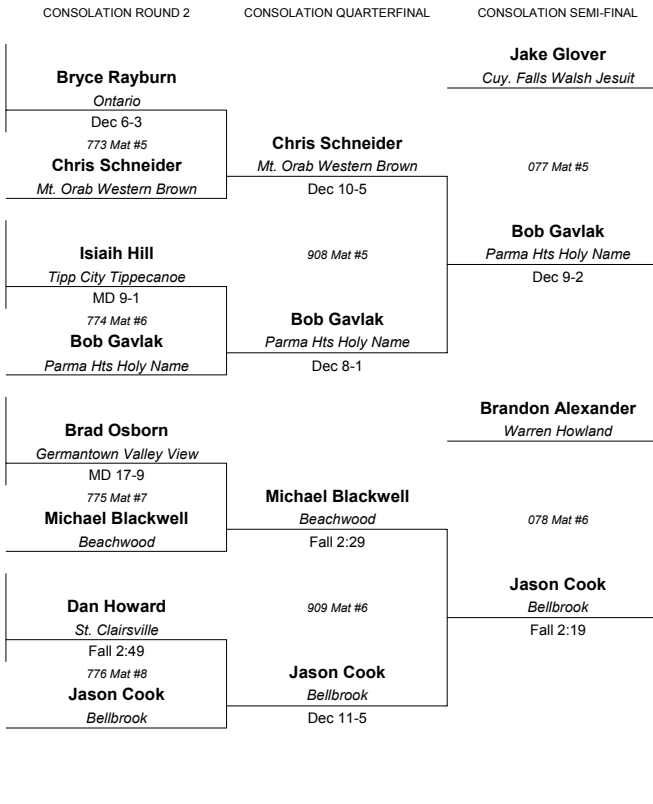 CONSOLATION ROUND 2
CONSOLATION QUARTERFINAL
CONSOLATION SEMI-FINAL
Jake Glover
Cuy. Falls Walsh Jesuit
Bryce Rayburn
Ontario
Dec 6-3
773 Mat #5
Chris Schneider
Mt. Orab Western Brown
Chris Schneider
Mt. Orab Western Brown
Dec 10-5
077 Mat #5
Isiaih Hill
Tipp City Tippecanoe
MD 9-1
774 Mat #6
Bob Gavlak
Parma Hts Holy Name
908 Mat #5
Bob Gavlak
Parma Hts Holy Name
Dec 8-1
Bob Gavlak
Parma Hts Holy Name
Dec 9-2
Brandon Alexander
Warren Howland
Brad Osborn
Germantown Valley View
MD 17-9
775 Mat #7
Michael Blackwell
Beachwood
Michael Blackwell
Beachwood
Fall 2:29
078 Mat #6
Dan Howard
St. Clairsville
Fall 2:49
776 Mat #8
Jason Cook
Bellbrook
909 Mat #6
Jason Cook
Bellbrook
Dec 11-5
Jason Cook
Bellbrook
Fall 2:19